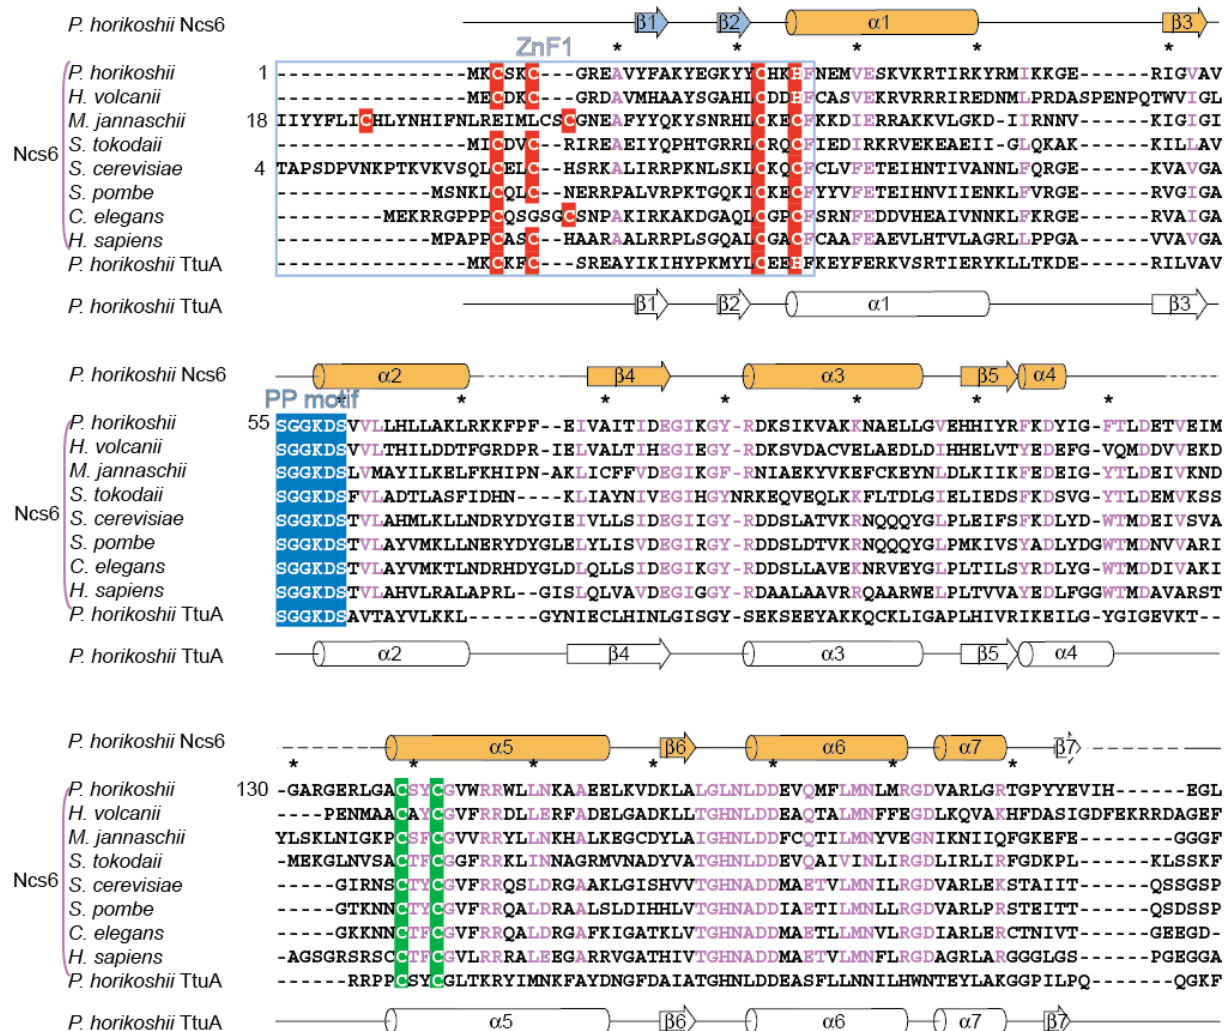 P. horikoshii Ncs6 β1 β2 α1 β3
ZnF1 * * * * *
P. horikoshii 1 ----------------MKCSKC---GREAVYFAKYEGKYYCHKHFNEMVESKVKRTIRKYRMIKKGE------RIGVAV
H. volcanii ----------------MECDKC---GRDAVMHAAYSGAHLCDDHFCASVEKRVRRRIREDNMLPRDASPENPQTWVIGL
M. jannaschii 18 IIYYFLICHLYNHIFNLREIMLCSCGNEAFYYQKYSNRHLCKECFKKDIERRAKKVLGKD-IIRNNV------KIGIGI
S. tokodaii ----------------MICDVC---RIREAEIYQPHTGRRLCRQCFIEDIRKRVEKEAEII-GLQKAK------KILLAV
S. cerevisiae 4 TAPSDPVNKPTKVKVSQLCELC---HSRKALIRRPKNLSKLCKQCFCLVFETEIHNTIVANNLFQRGE------KVAVGA
S. pombe -------------MSNKLCQLC---NERRPALVRPKTGQKICKECFYYVFETEIHNVIIENKLFVRGE------RVGIGA
C. elegans ---------MEKRRGPPPCQSGSGCSNPAKIRKAKDGAQLCGPCFSRNFEDDVHEAIVNNKLFKRGE------RVAIGA
H. sapiens -------------MPAPPCASC---HAARAALRRPLSGQALCGACFCAAFEAEVLHTVLAGRLLPPGA------VVAVGA
P. horikoshii TtuA ----------------MKCKFC---SREAYIKIHYPKMYLCEEHFKEYFERKVSRTIERYKLLTKDE------RILVAV
Ncs6
P. horikoshii TtuA β1 β2 α1 β3
P. horikoshii Ncs6 α2 β4 α3 β5 α4
PP motif * * * * * *
P. horikoshii 55 SGGKDSVVLLHLLAKLRKKFPF--EIVAITIDEGIKGY-RDKSIKVAKKNAELLGVEHHIYRFKDYIG-FTLDETVEIM
H. volcanii SGGKDSVVLTHILDDTFGRDPR-IELVALTIHEGIEGY-RDKSVDACVELAEDLDIHHELVTYEDEFG-VQMDDVVEKD
M. jannaschii SGGKDSLVMAYILKELFKHIPN-AKLICFFVDEGIKGF-RNIAEKYVKEFCKEYNLDLKIIKFEDEIG-YTLDEIVKND
S. tokodaii SGGKDSFVLADTLASFIDHN----KLIAYNIVEGIHGYNRKEQVEQLKKFLTDLGIELIEDSFKDSVG-YTLDEMVKSS
S. cerevisiae SGGKDSTVLAHMLKLLNDRYDYGIEIVLLSIDEGIIGY-RDDSLATVKRNQQQYGLPLEIFSFKDLYD-WTMDEIVSVA
S. pombe SGGKDSTVLAYVMKLLNERYDYGLELYLISVDEGIRGY-RDDSLDTVKRNQQQYGLPMKIVSYADLYDGWTMDNVVARI
C. elegans SGGKDSTVLAYVMKTLNDRHDYGLDLQLLSIDEGIKGY-RDDSLLAVEKNRVEYGLPLTILSYRDLYG-WTMDDIVAKI
H. sapiens SGGKDSTVLAHVLRALAPRL--GISLQLVAVDEGIGGY-RDAALAAVRRQAARWELPLTVVAYEDLFGGWTMDAVARST
P. horikoshii TtuA SGGKDSAVTAYVLKKL------GYNIECLHINLGISGY-SEKSEEYAKKQCKLIGAPLHIVRIKEILG-YGIGEVKT--
Ncs6
P. horikoshii TtuA α2 β4 α3 β5 α4
P. horikoshii Ncs6 α5 β6 α6 α7 β7
* * * * * * *
P. horikoshii 130 -GARGERLGACSYCGVWRRWLLNKAAEELKVDKLALGLNLDDEVQMFLMNLMRGDVARLGRTGPYYEVIH------EGL
H. volcanii ----PENMAACAYCGVFRRDLLERFADELGADKLLTGHNLDDEAQTALMNFFEGDLKQVAKHFDASIGDFEKRRDAGEF
M. jannaschii YLSKLNIGKPCSFCGVVRRYLLNKHALKEGCDYLAIGHNLDDFCQTILMNYVEGNIKNIIQFGKEFE-------GGGF
S. tokodaii -MEKGLNVSACTFCGGFRRKLINNAGRMVNADYVATGHNLDDEVQAIVINLIRGDLIRLIRFGDKPL-----KLSSKF
S. cerevisiae -----GIRNSCTYCGVFRRQSLDRGAAKLGISHVVTGHNADDMAETVLMNILRGDVARLEKSTAIIT-----QSSGSP
S. pombe -----GTKNNCTYCGVFRRQALDRAALSLDIHHLVTGHNADDIAETILMNLLRGDVARLPRSTEITT-----QSDSSP
C. elegans -----GKKNNCTFCGVFRRQALDRGAFKIGATKLVTGHNADDMAETLLMNVLRGDIARLERCTNIVT-----GEEGD-
H. sapiens -AGSGRSRSCCTFCGVLRRRALEEGARRVGATHIVTGHNADDMAETVLMNFLRGDAGRLARGGGLGS-----PGEGGA
P. horikoshii TtuA ------RRPPCSYCGLTKRYIMNKFAYDNGFDAIATGHNLDDEASFLLNNILHWNTEYLAKGGPILPQ------QGKF
Ncs6
P. horikoshii TtuA α5 β6 α6 α7 β7